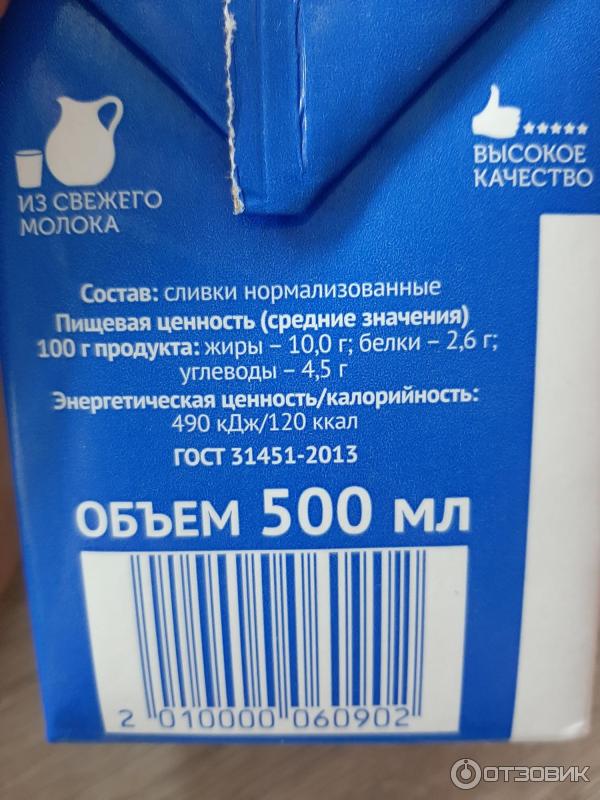 ИЗ СВЕЖЕГО
МОЛОКА
ВЫСОКОЕ
КАЧЕСТВО
Состав: сливки нормализованные
Пищевая ценность (средние значения)
100 г продукта: жиры – 10,0 г; белки – 2,6 г;
углеводы – 4,5 г
Энергетическая ценность/калорийность:
490 кДж/120 ккал
ГОСТ 31451-2013
ОБЪЕМ 500 МЛ
2 010000 060902
ОТЗОВИК